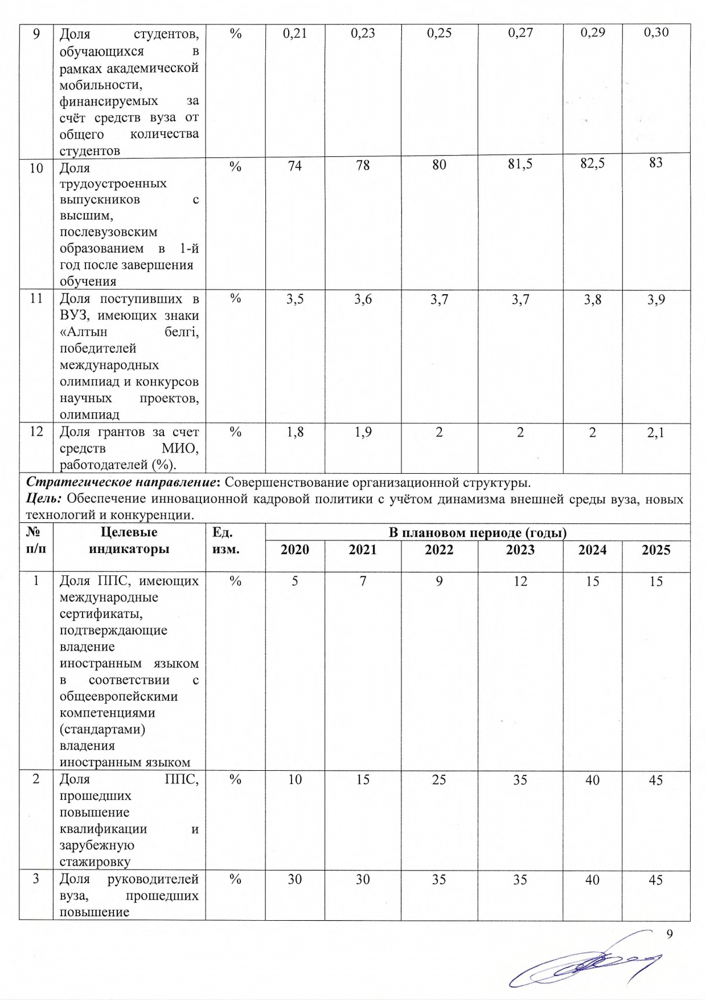 9 Доля студентов, % 0,21 0,23 0,25 0,27 0,29 0,30
обучающихся в
рамках академической
мобильности,
финансируемых за
счёт средств вуза от
общего количества
студентов
10 Доля % 74 78 80 81,5 82,5 83
трудоустроенных
выпускников с
высшим,
послевузовским
образованием в 1-й
год после завершения
обучения
11 Доля поступивших в % 3,5 3,6 3,7 3,7 3,8 3,9
ВУЗ, имеющих знаки
«Алтын белгі,
победителей
международных
олимпиад и конкурсов
научных проектов,
олимпиад
12 Доля грантов за счет % 1,8 1,9 2 2 2 2,1
средств МИО,
работодателей (%).
Стратегическое направление: Совершенствование организационной структуры.
Цель: Обеспечение инновационной кадровой политики с учётом динамизма внешней среды вуза, новых
технологий и конкуренции.
№ Целевые Ед. В плановом периоде (годы)
п/п индикаторы изм. 2020 2021 2022 2023 2024 2025
1 Доля ППС, имеющих % 5 7 9 12 15 15
международные
сертификаты,
подтверждающие
владение
иностранным языком
в соответствии с
общеевропейскими
компетенциями
(стандартами)
владения
иностранным языком
2 Доля ППС, % 10 15 25 35 40 45
прошедших
повышение
квалификации и
зарубежную
стажировку
3 Доля руководителей % 30 30 35 35 40 45
вуза, прошедших
повышение
9